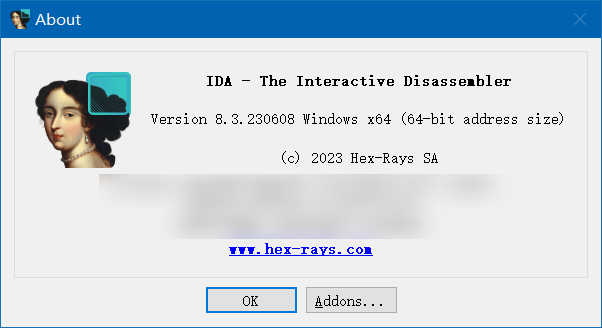 About
IDA - The Interactive Disassembler
Version 8.3.230608 Windows x64 (64-bit address size)
(c) 2023 Hex-Rays SA
www.hex-rays.com
OK
Addons...